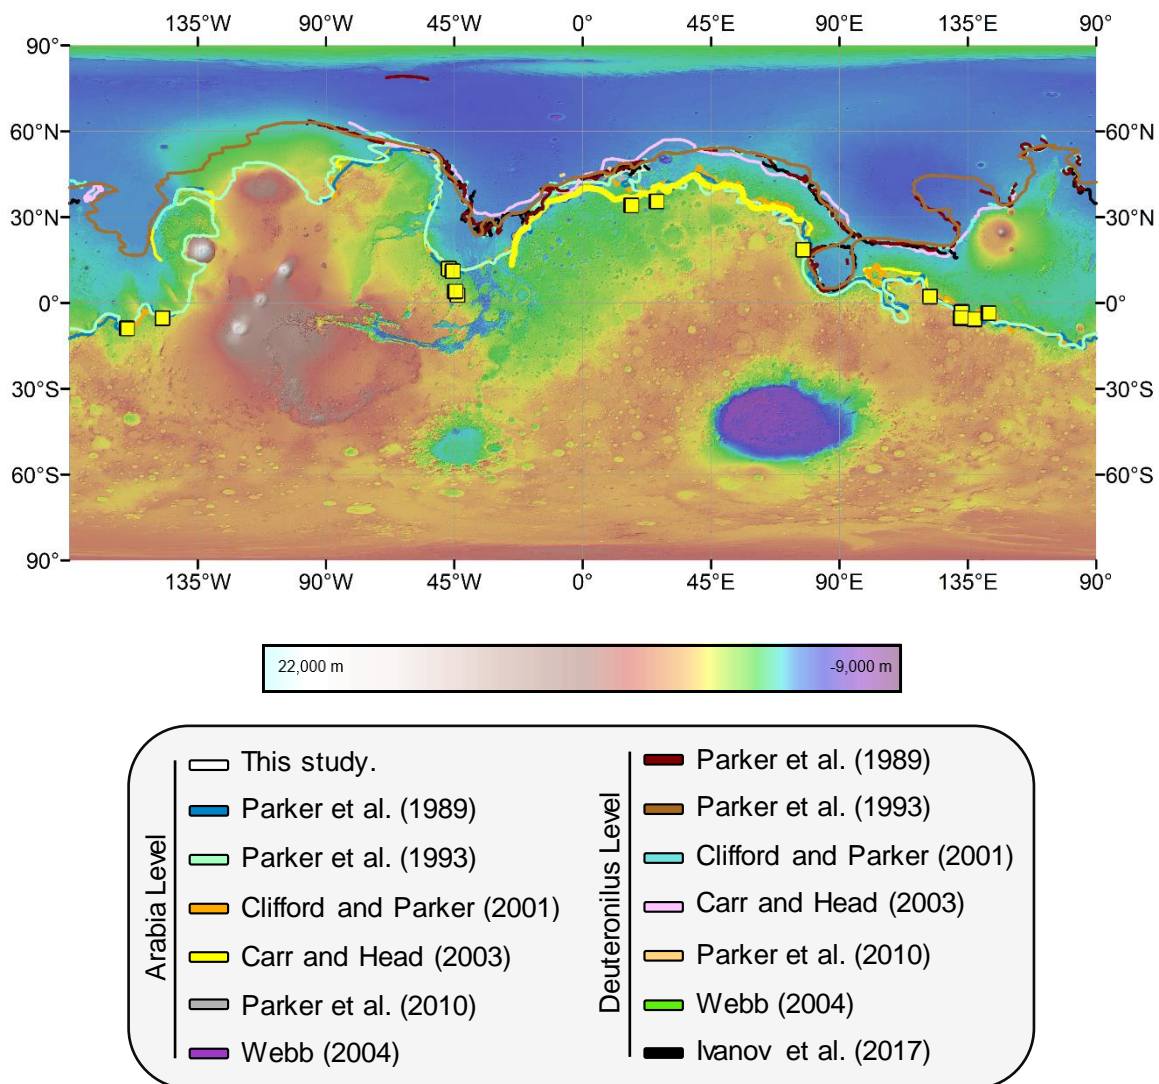 135°W 90°W 45°W 0° 45°E 90°E 135°E 90°
90°
60°N 60°N
30°N 30°N
0° 0°
30°S 30°S
60°S 60°S
90°
135°W 90°W 45°W 0° 45°E 90°E 135°E 90°
22,000 m -9,000 m
Arabia Level
This study.
Parker et al. (1989)
Parker et al. (1993)
Clifford and Parker (2001)
Carr and Head (2003)
Parker et al. (2010)
Webb (2004)
Deuteronilus Level
Parker et al. (1989)
Parker et al. (1993)
Clifford and Parker (2001)
Carr and Head (2003)
Parker et al. (2010)
Webb (2004)
Ivanov et al. (2017)